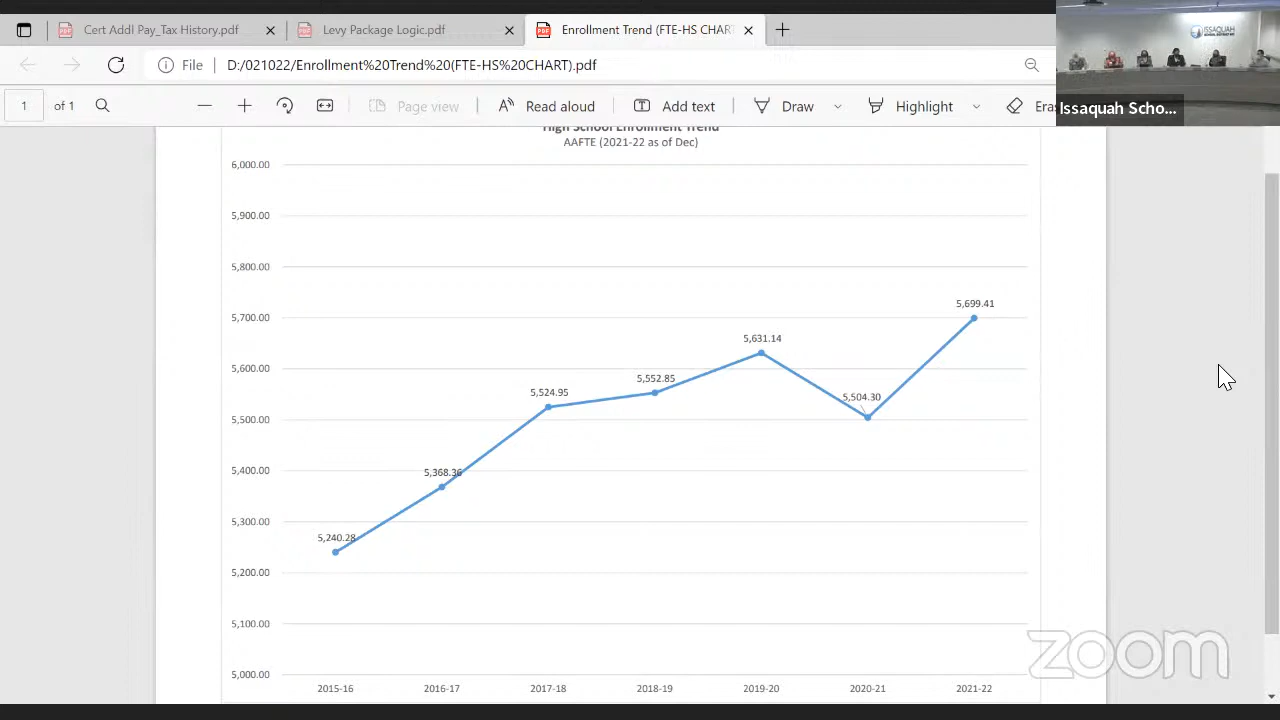 Cert Addl Pay_Tax History.pdf
Levy Package Logic.pdf
Enrollment Trend (FTE-HS CHART
File
D:/021022/Enrollment%20Trend%20(FTE-HS%20CHART).pdf
1 of 1
Page view
Read aloud
Add text
Draw
Highlight
Eras
ISSAQUAH
Issaquah Scho...
High School Enrollment Trend
AAFTE (2021-22 as of Dec)
6,000.00
5,900.00
5,800.00
5,700.00
5,600.00
5,500.00
5,400.00
5,300.00
5,200.00
5,100.00
5,000.00
5,240.28
5,368.36
5,524.95
5,552.85
5,631.14
5,504.30
5,699.41
2015-16
2016-17
2017-18
2018-19
2019-20
2020-21
2021-22
zoom